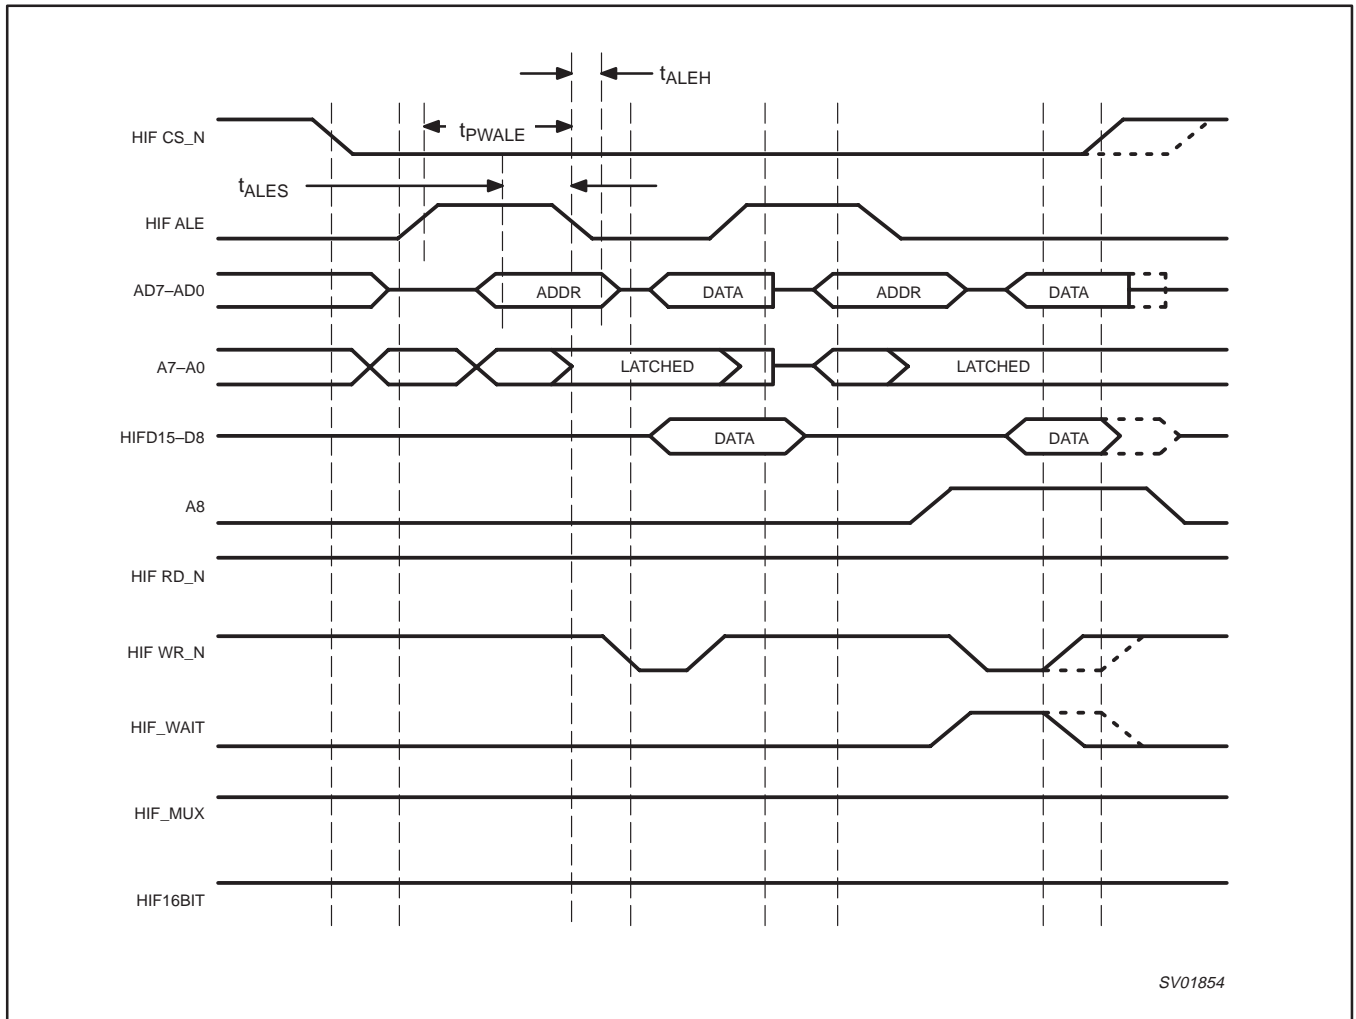 tALEH
HIF CS_N
tPWALE
tALES
HIF ALE
AD7–AD0
ADDR
DATA
ADDR
DATA
A7–A0
LATCHED
LATCHED
HIFD15–D8
DATA
DATA
A8
HIF RD_N
HIF WR_N
HIF_WAIT
HIF_MUX
HIF16BIT
SV01854